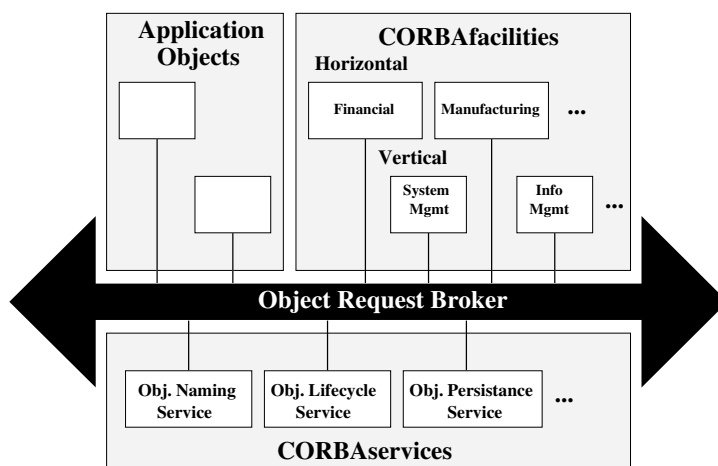 Application
Objects
CORBAfacilities
Horizontal
Financial
Manufacturing
...
Vertical
System
Mgmt
Info
Mgmt
...
Object Request Broker
Obj. Naming
Service
Obj. Lifecycle
Service
Obj. Persistance
Service
...
CORBAservices